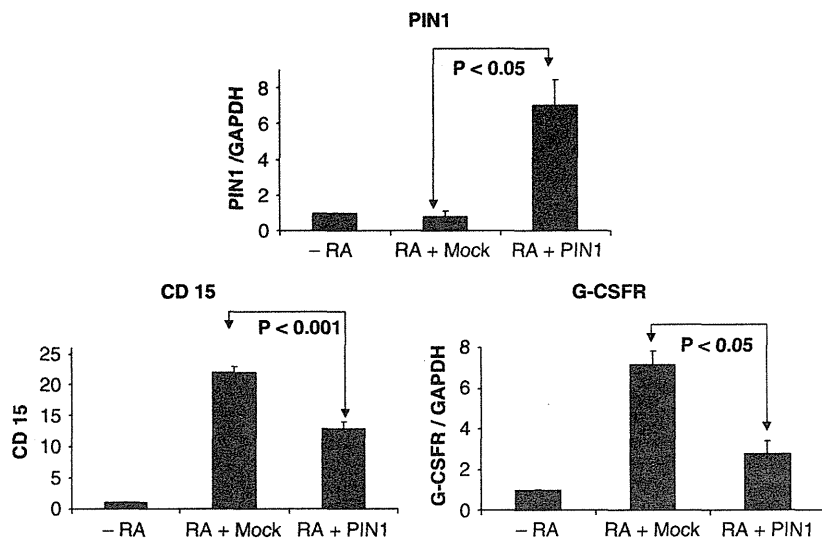 PIN1
P < 0.05
PIN1 /GAPDH
8
6
4
2
0
– RA
RA + Mock
RA + PIN1
CD 15
P < 0.001
CD 15
25
20
15
10
5
0
– RA
RA + Mock
RA + PIN1
G-CSFR
P < 0.05
G-CSFR / GAPDH
8
6
4
2
0
– RA
RA + Mock
RA + PIN1